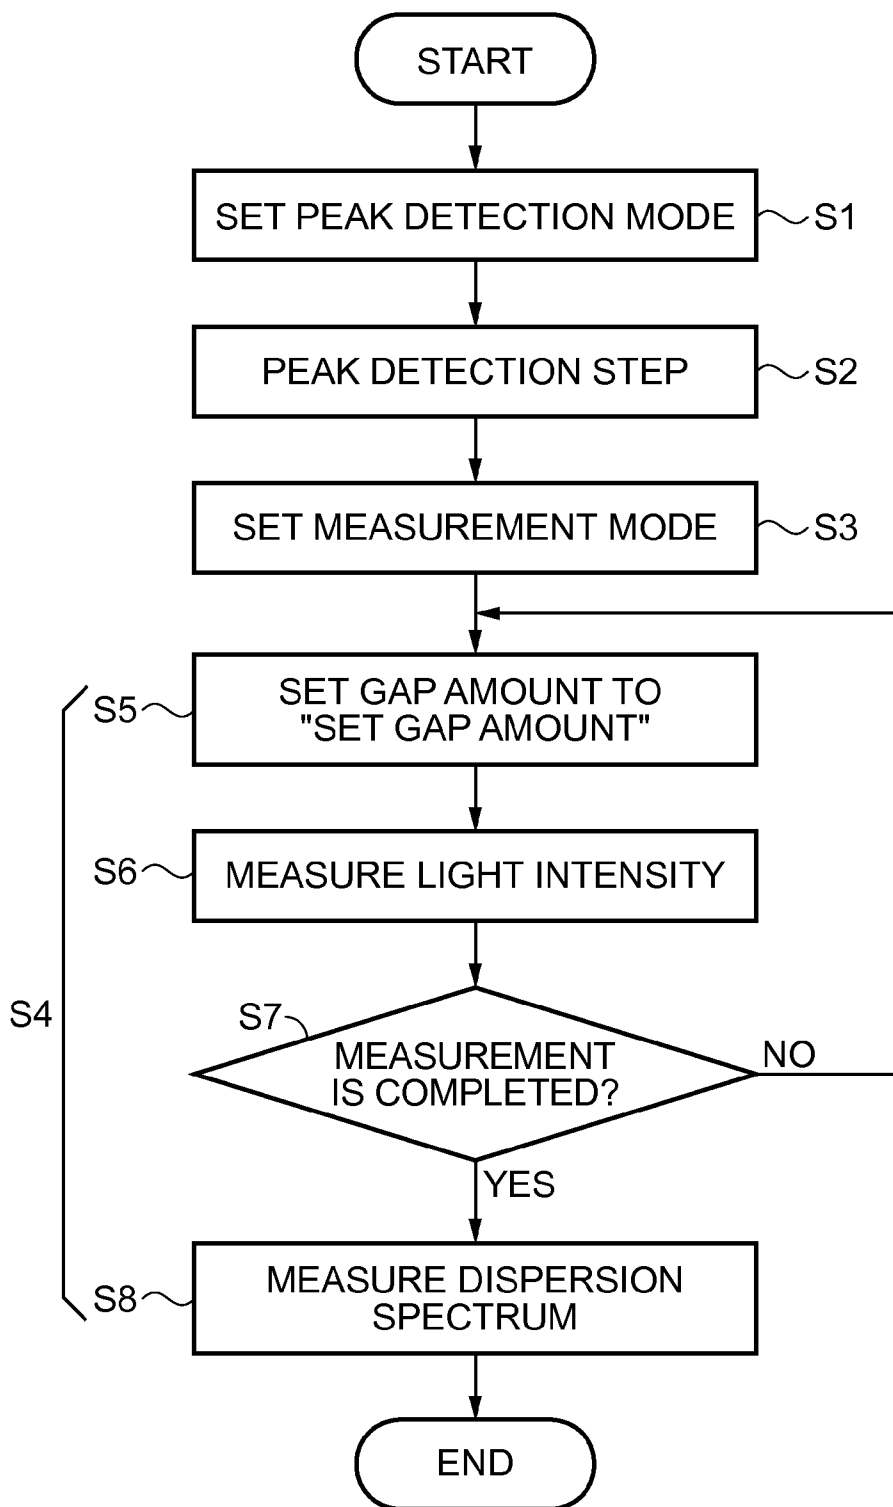 START
SET PEAK DETECTION MODE
S1
PEAK DETECTION STEP
S2
SET MEASUREMENT MODE
S3
S4
S5
SET GAP AMOUNT TO
"SET GAP AMOUNT"
S6
MEASURE LIGHT INTENSITY
S7
MEASUREMENT
IS COMPLETED?
NO
YES
S8
MEASURE DISPERSION
SPECTRUM
END